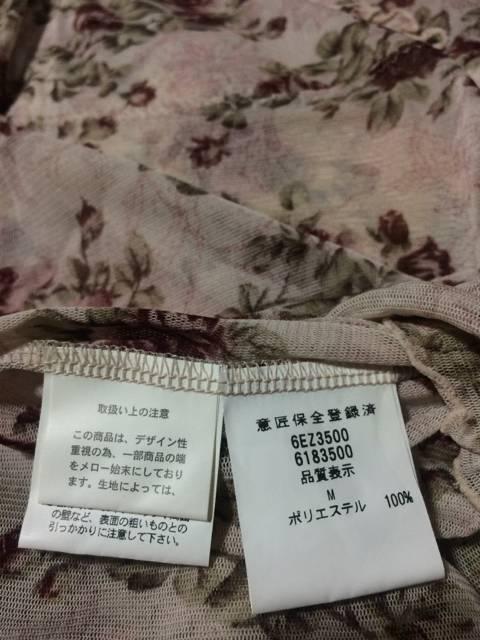 取扱い上の注意
この商品は、デザイン性
重視の為、一部商品の端
をメロー始末にしており
ます。生地によっては、
の壁など、表面の粗いものとの
引っかかりに注意して下さい。
意匠保全登録済
6EZ3500
6183500
品質表示
M
ポリエステル 100%